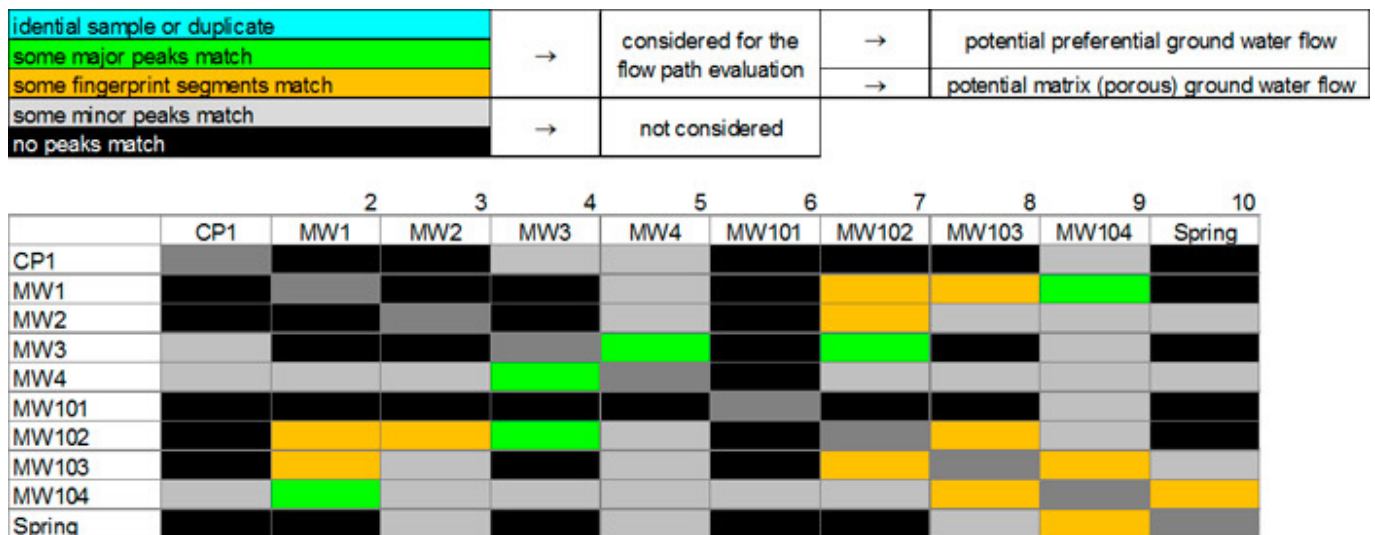 idential sample or duplicate
some major peaks match
some fingerprint segments match
some minor peaks match
no peaks match
→ considered for the
flow path evaluation
→ potential preferential ground water flow
→ potential matrix (porous) ground water flow
→ not considered
2 3 4 5 6 7 8 9 10
CP1 MW1 MW2 MW3 MW4 MW101 MW102 MW103 MW104 Spring
CP1
MW1
MW2
MW3
MW4
MW101
MW102
MW103
MW104
Spring